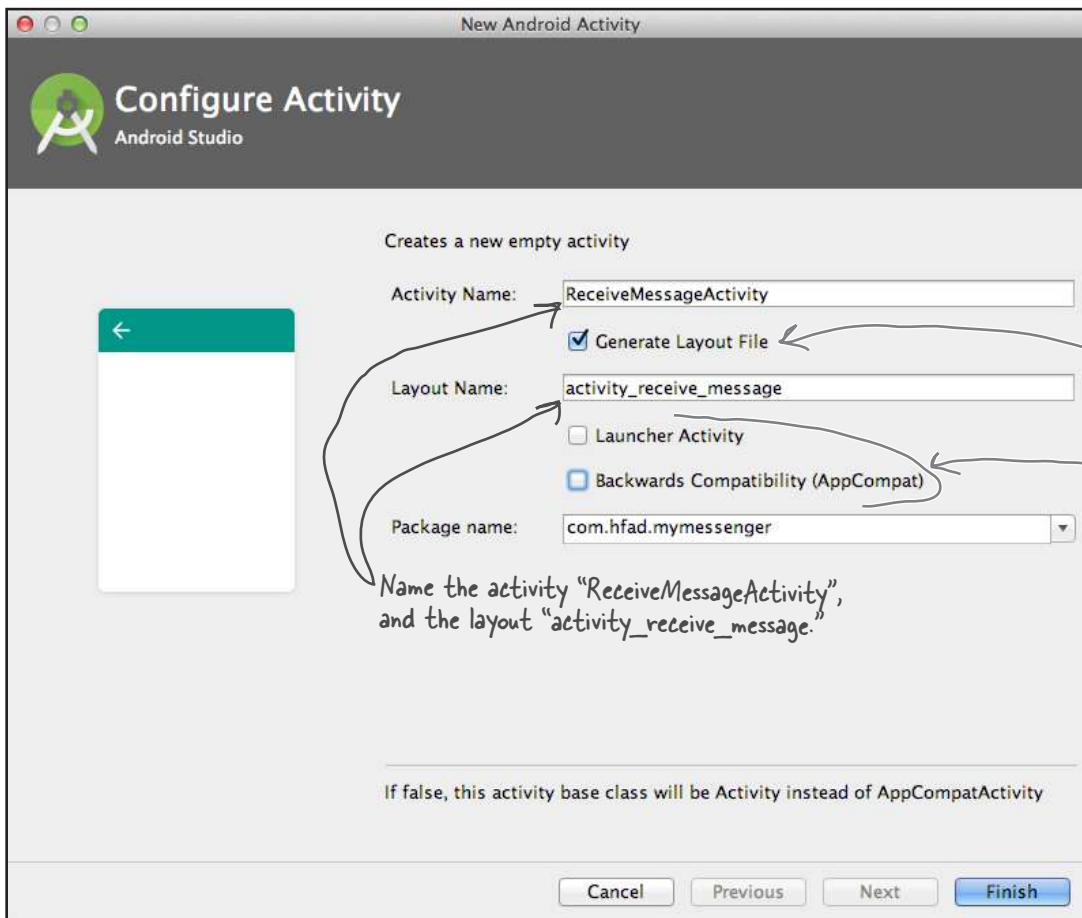 New Android Activity
Configure Activity
Android Studio
Creates a new empty activity
Activity Name: ReceiveMessageActivity
Generate Layout File
Layout Name: activity_receive_message
Launcher Activity
Backwards Compatibility (AppCompat)
Package name: com.hfad.mymessenger
Name the activity “ReceiveMessageActivity”,
and the layout “activity_receive_message.”
If false, this activity base class will be Activity instead of AppCompatActivity
Cancel Previous Next Finish